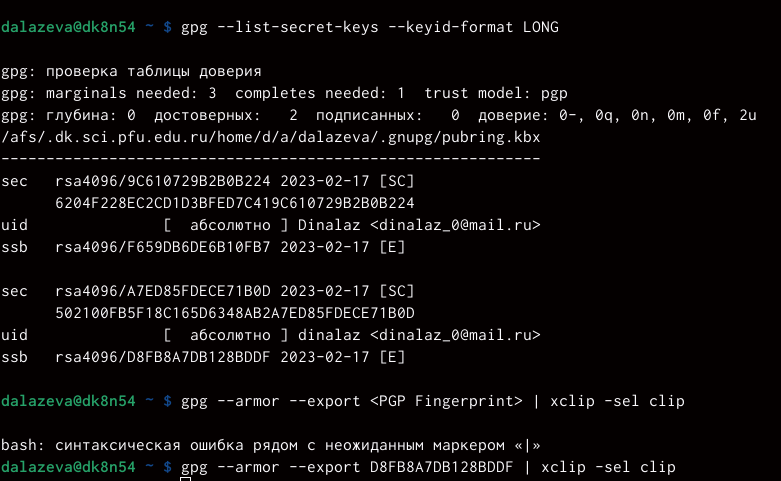 dalazeva@dk8n54 ~ $ gpg --list-secret-keys --keyid-format LONG
gpg: проверка таблицы доверия
gpg: marginals needed: 3  completes needed: 1  trust model: pgp
gpg: глубина: 0  достоверных:   2  подписанных:   0  доверие: 0-, 0q, 0n, 0m, 0f, 2u
/afs/.dk.sci.pfu.edu.ru/home/d/a/dalazeva/.gnupg/pubring.kbx
------------------------------------------------------------
sec   rsa4096/9C610729B2B0B224 2023-02-17 [SC]
      6204F228EC2CD1D3BFED7C419C610729B2B0B224
uid               [  абсолютно ] Dinalaz <dinalaz_0@mail.ru>
ssb   rsa4096/F659DB6DE6B10FB7 2023-02-17 [E]
sec   rsa4096/A7ED85FDECE71B0D 2023-02-17 [SC]
      502100FB5F18C165D6348AB2A7ED85FDECE71B0D
uid               [  абсолютно ] dinalaz <dinalaz_0@mail.ru>
ssb   rsa4096/D8FB8A7DB128BDDF 2023-02-17 [E]
dalazeva@dk8n54 ~ $ gpg --armor --export <PGP Fingerprint> | xclip -sel clip
bash: синтаксическая ошибка рядом с неожиданным маркером «|»
dalazeva@dk8n54 ~ $ gpg --armor --export D8FB8A7DB128BDDF | xclip -sel clip